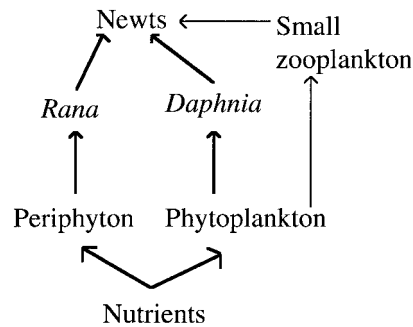 Newts
Small
zooplankton
Rana
Daphnia
Periphyton
Phytoplankton
Nutrients